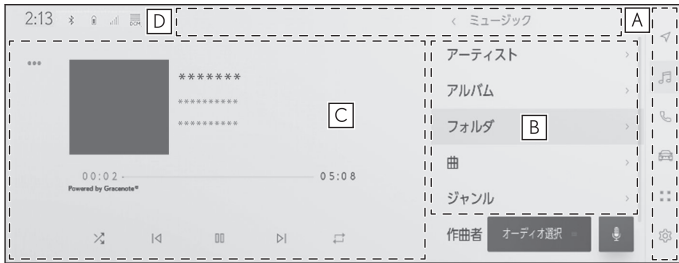 2:13 DCM D
< ミュージック
A
アーティスト >
アルバム >
フォルダ >
B
曲 >
ジャンル >
作曲者
オーディオ選択
*******
**********
**********
C
00:02 05:08
Powered by Gracenote®